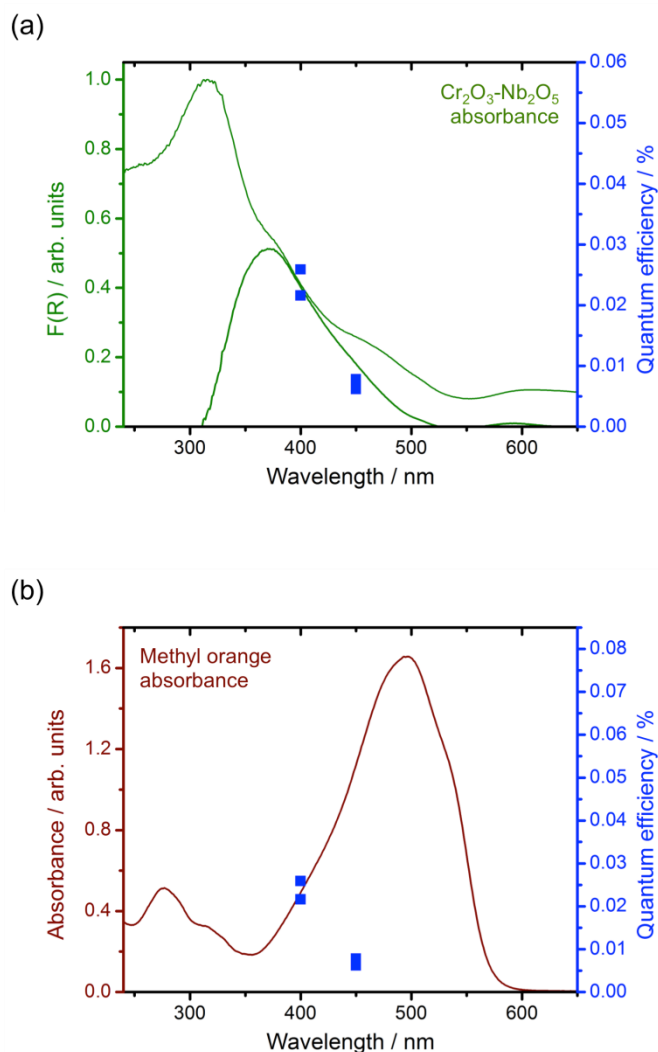 (a)
Cr₂O₃-Nb₂O₅
absorbance
F(R) / arb. units
1.0
0.8
0.6
0.4
0.2
0.0
Quantum efficiency / %
0.06
0.05
0.04
0.03
0.02
0.01
0.00
300
400
500
600
Wavelength / nm
(b)
Methyl orange
absorbance
Absorbance / arb. units
1.6
1.2
0.8
0.4
0.0
Quantum efficiency / %
0.08
0.07
0.06
0.05
0.04
0.03
0.02
0.01
0.00
300
400
500
600
Wavelength / nm